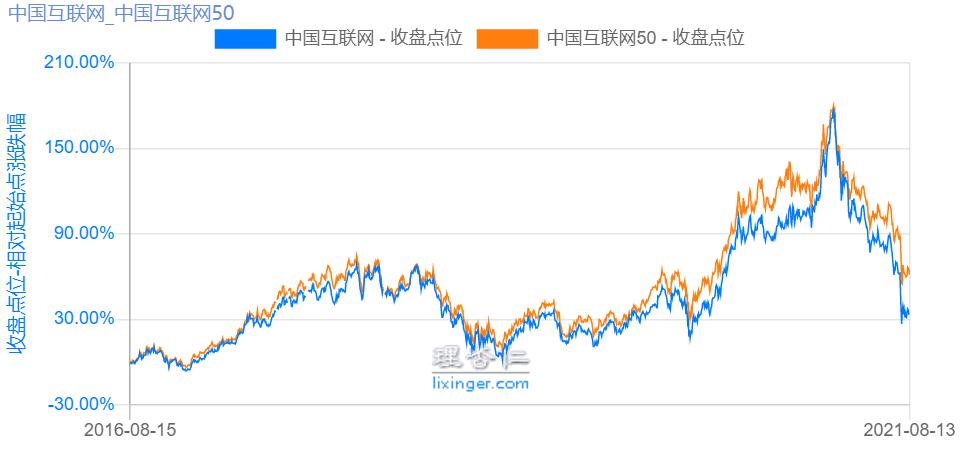 中国互联网_中国互联网50
中国互联网 - 收盘点位 中国互联网50 - 收盘点位
收盘点位-相对起始点涨跌幅
210.00%
150.00%
90.00%
30.00%
-30.00%
理杏仁
lixinger.com
2016-08-15 2021-08-13